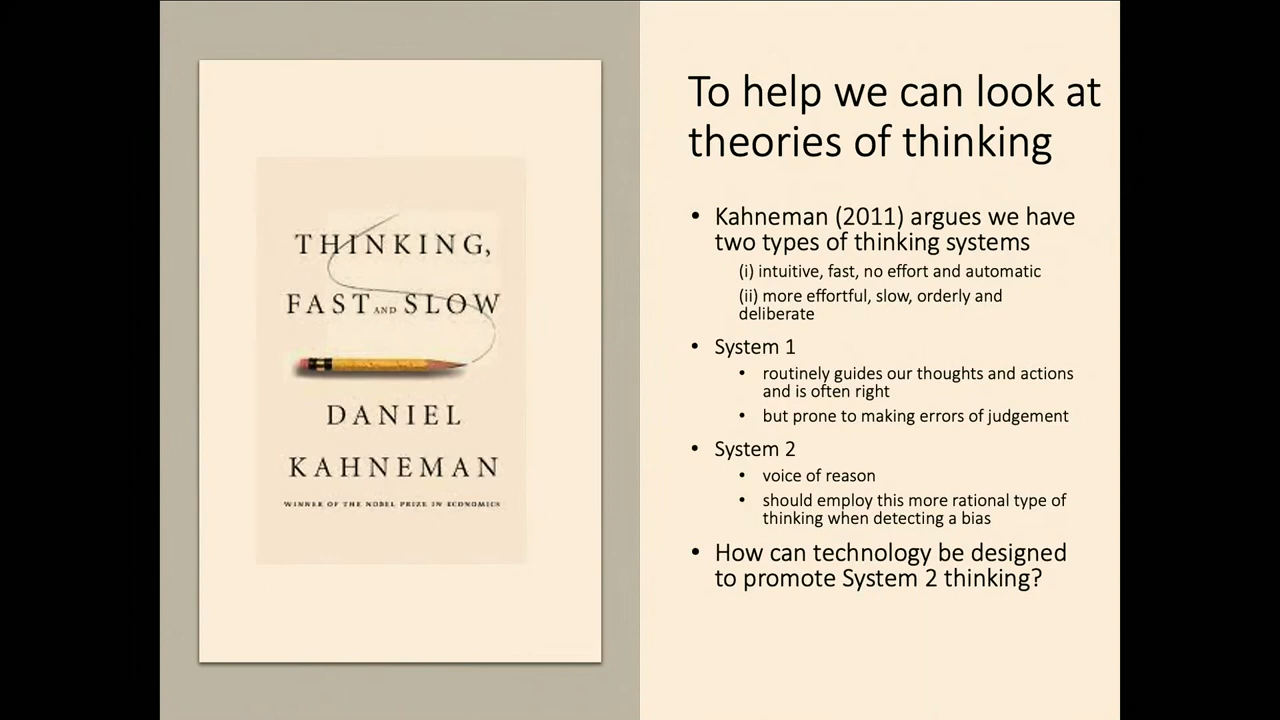 THINKING,
FAST AND SLOW
DANIEL
KAHNEMAN
WINNER OF THE NOBEL PRIZE IN ECONOMICS
To help we can look at
theories of thinking
• Kahneman (2011) argues we have
two types of thinking systems
(i) intuitive, fast, no effort and automatic
(ii) more effortful, slow, orderly and
deliberate
• System 1
• routinely guides our thoughts and actions
and is often right
• but prone to making errors of judgement
• System 2
• voice of reason
• should employ this more rational type of
thinking when detecting a bias
• How can technology be designed
to promote System 2 thinking?